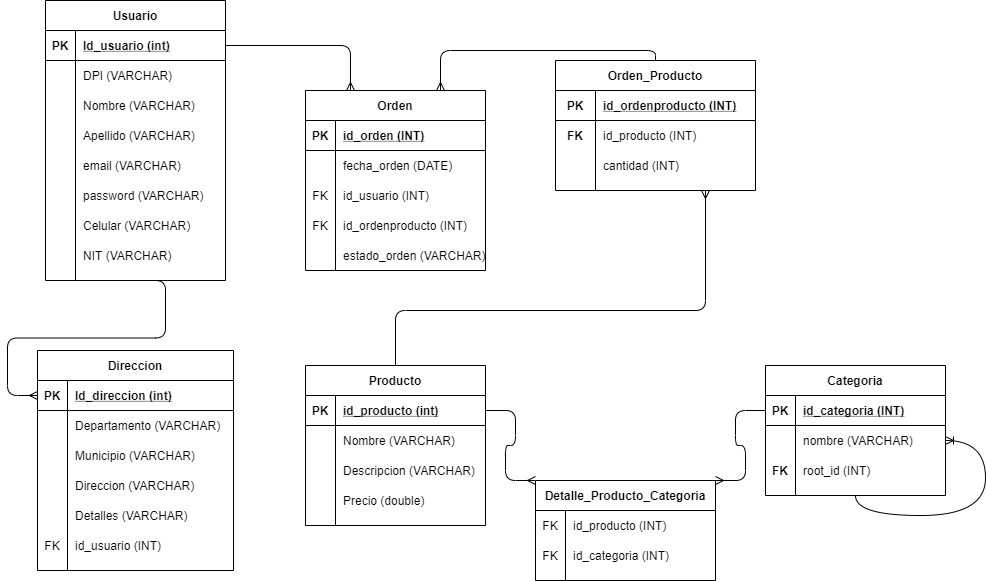 Usuario
PK Id_usuario (int)
DPI (VARCHAR)
Nombre (VARCHAR)
Apellido (VARCHAR)
email (VARCHAR)
password (VARCHAR)
Celular (VARCHAR)
NIT (VARCHAR)
Orden
PK id_orden (INT)
fecha_orden (DATE)
FK id_usuario (INT)
FK id_ordenproducto (INT)
estado_orden (VARCHAR)
Orden_Producto
PK id_ordenproducto (INT)
FK id_producto (INT)
cantidad (INT)
Direccion
PK Id_direccion (int)
Departamento (VARCHAR)
Municipio (VARCHAR)
Direccion (VARCHAR)
Detalles (VARCHAR)
FK id_usuario (INT)
Producto
PK id_producto (int)
Nombre (VARCHAR)
Descripcion (VARCHAR)
Precio (double)
Detalle_Producto_Categoria
FK id_producto (INT)
FK id_categoria (INT)
Categoria
PK id_categoria (INT)
nombre (VARCHAR)
FK root_id (INT)